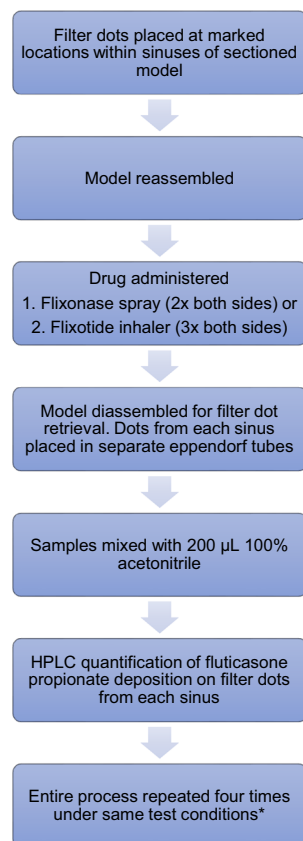 Filter dots placed at marked
locations within sinuses of sectioned
model
Model reassembled
Drug administered
1. Flixonase spray (2x both sides) or
2. Flixotide inhaler (3x both sides)
Model diassembled for filter dot
retrieval. Dots from each sinus
placed in separate eppendorf tubes
Samples mixed with 200 µL 100%
acetonitrile
HPLC quantification of fluticasone
propionate deposition on filter dots
from each sinus
Entire process repeated four times
under same test conditions*